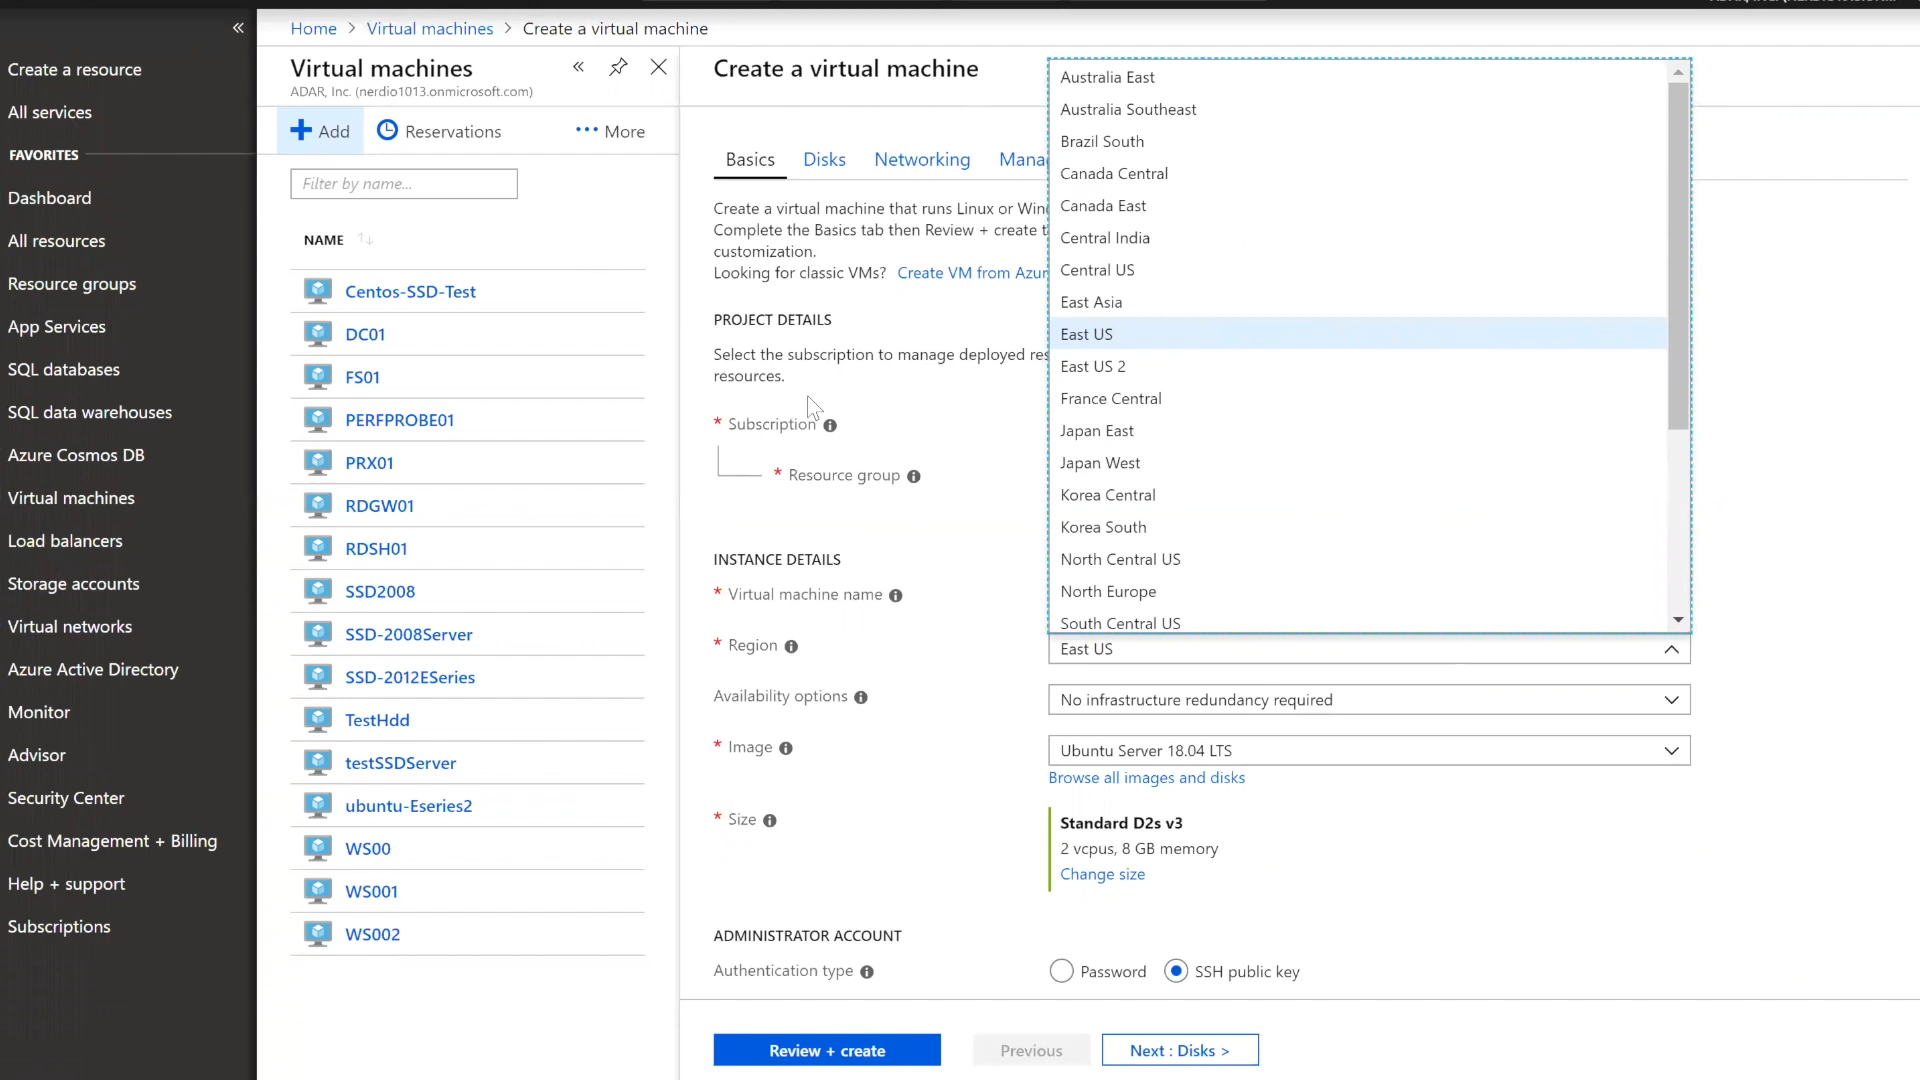 Home > Virtual machines > Create a virtual machine
Create a resource
All services
FAVORITES
Dashboard
All resources
Resource groups
App Services
SQL databases
SQL data warehouses
Azure Cosmos DB
Virtual machines
Load balancers
Storage accounts
Virtual networks
Azure Active Directory
Monitor
Advisor
Security Center
Cost Management + Billing
Help + support
Subscriptions
Virtual machines
ADAR, Inc. (nerdio1013.onmicrosoft.com)
Add Reservations More
Filter by name...
NAME
Centos-SSD-Test
DC01
FS01
PERFPROBE01
PRX01
RDGW01
RDSH01
SSD2008
SSD-2008Server
SSD-2012ESeries
TestHdd
testSSDServer
ubuntu-Eseries2
WS00
WS001
WS002
Create a virtual machine
Basics Disks Networking Mana
Create a virtual machine that runs Linux or Win
Complete the Basics tab then Review + create t
customization.
Looking for classic VMs? Create VM from Azur
PROJECT DETAILS
Select the subscription to manage deployed res
resources.
* Subscription
* Resource group
INSTANCE DETAILS
* Virtual machine name
* Region
Australia East
Australia Southeast
Brazil South
Canada Central
Canada East
Central India
Central US
East Asia
East US
East US 2
France Central
Japan East
Japan West
Korea Central
Korea South
North Central US
North Europe
South Central US
East US
Availability options No infrastructure redundancy required
* Image Ubuntu Server 18.04 LTS
Browse all images and disks
* Size
Standard D2s v3
2 vcpus, 8 GB memory
Change size
ADMINISTRATOR ACCOUNT
Authentication type Password SSH public key
Review + create Previous Next : Disks >